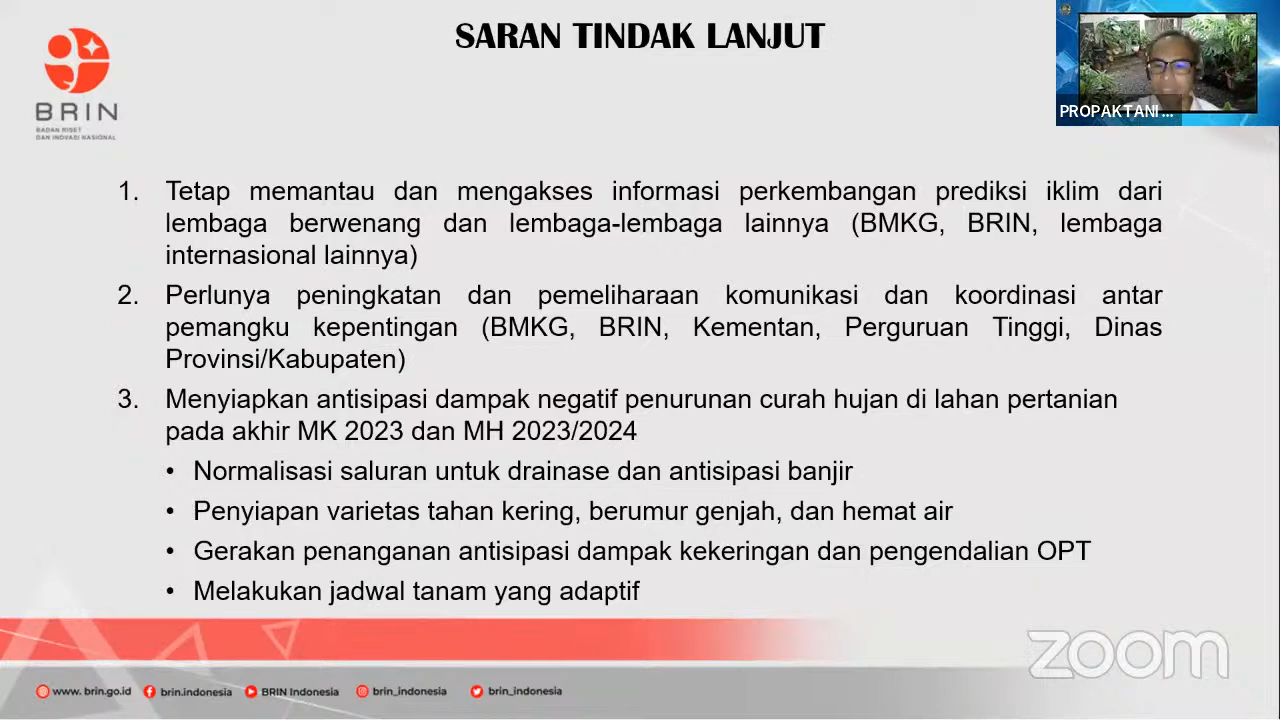 SARAN TINDAK LANJUT
BRIN
BADAN RISET
DAN INOVASI NASIONAL
PROPAKTANI ...
1. Tetap memantau dan mengakses informasi perkembangan prediksi iklim dari
lembaga berwenang dan lembaga-lembaga lainnya (BMKG, BRIN, lembaga
internasional lainnya)
2. Perlunya peningkatan dan pemeliharaan komunikasi dan koordinasi antar
pemangku kepentingan (BMKG, BRIN, Kementan, Perguruan Tinggi, Dinas
Provinsi/Kabupaten)
3. Menyiapkan antisipasi dampak negatif penurunan curah hujan di lahan pertanian
pada akhir MK 2023 dan MH 2023/2024
• Normalisasi saluran untuk drainase dan antisipasi banjir
• Penyiapan varietas tahan kering, berumur genjah, dan hemat air
• Gerakan penanganan antisipasi dampak kekeringan dan pengendalian OPT
• Melakukan jadwal tanam yang adaptif
zoom
www. brin.go.id brin.indonesia BRIN Indonesia brin_indonesia brin_indonesia